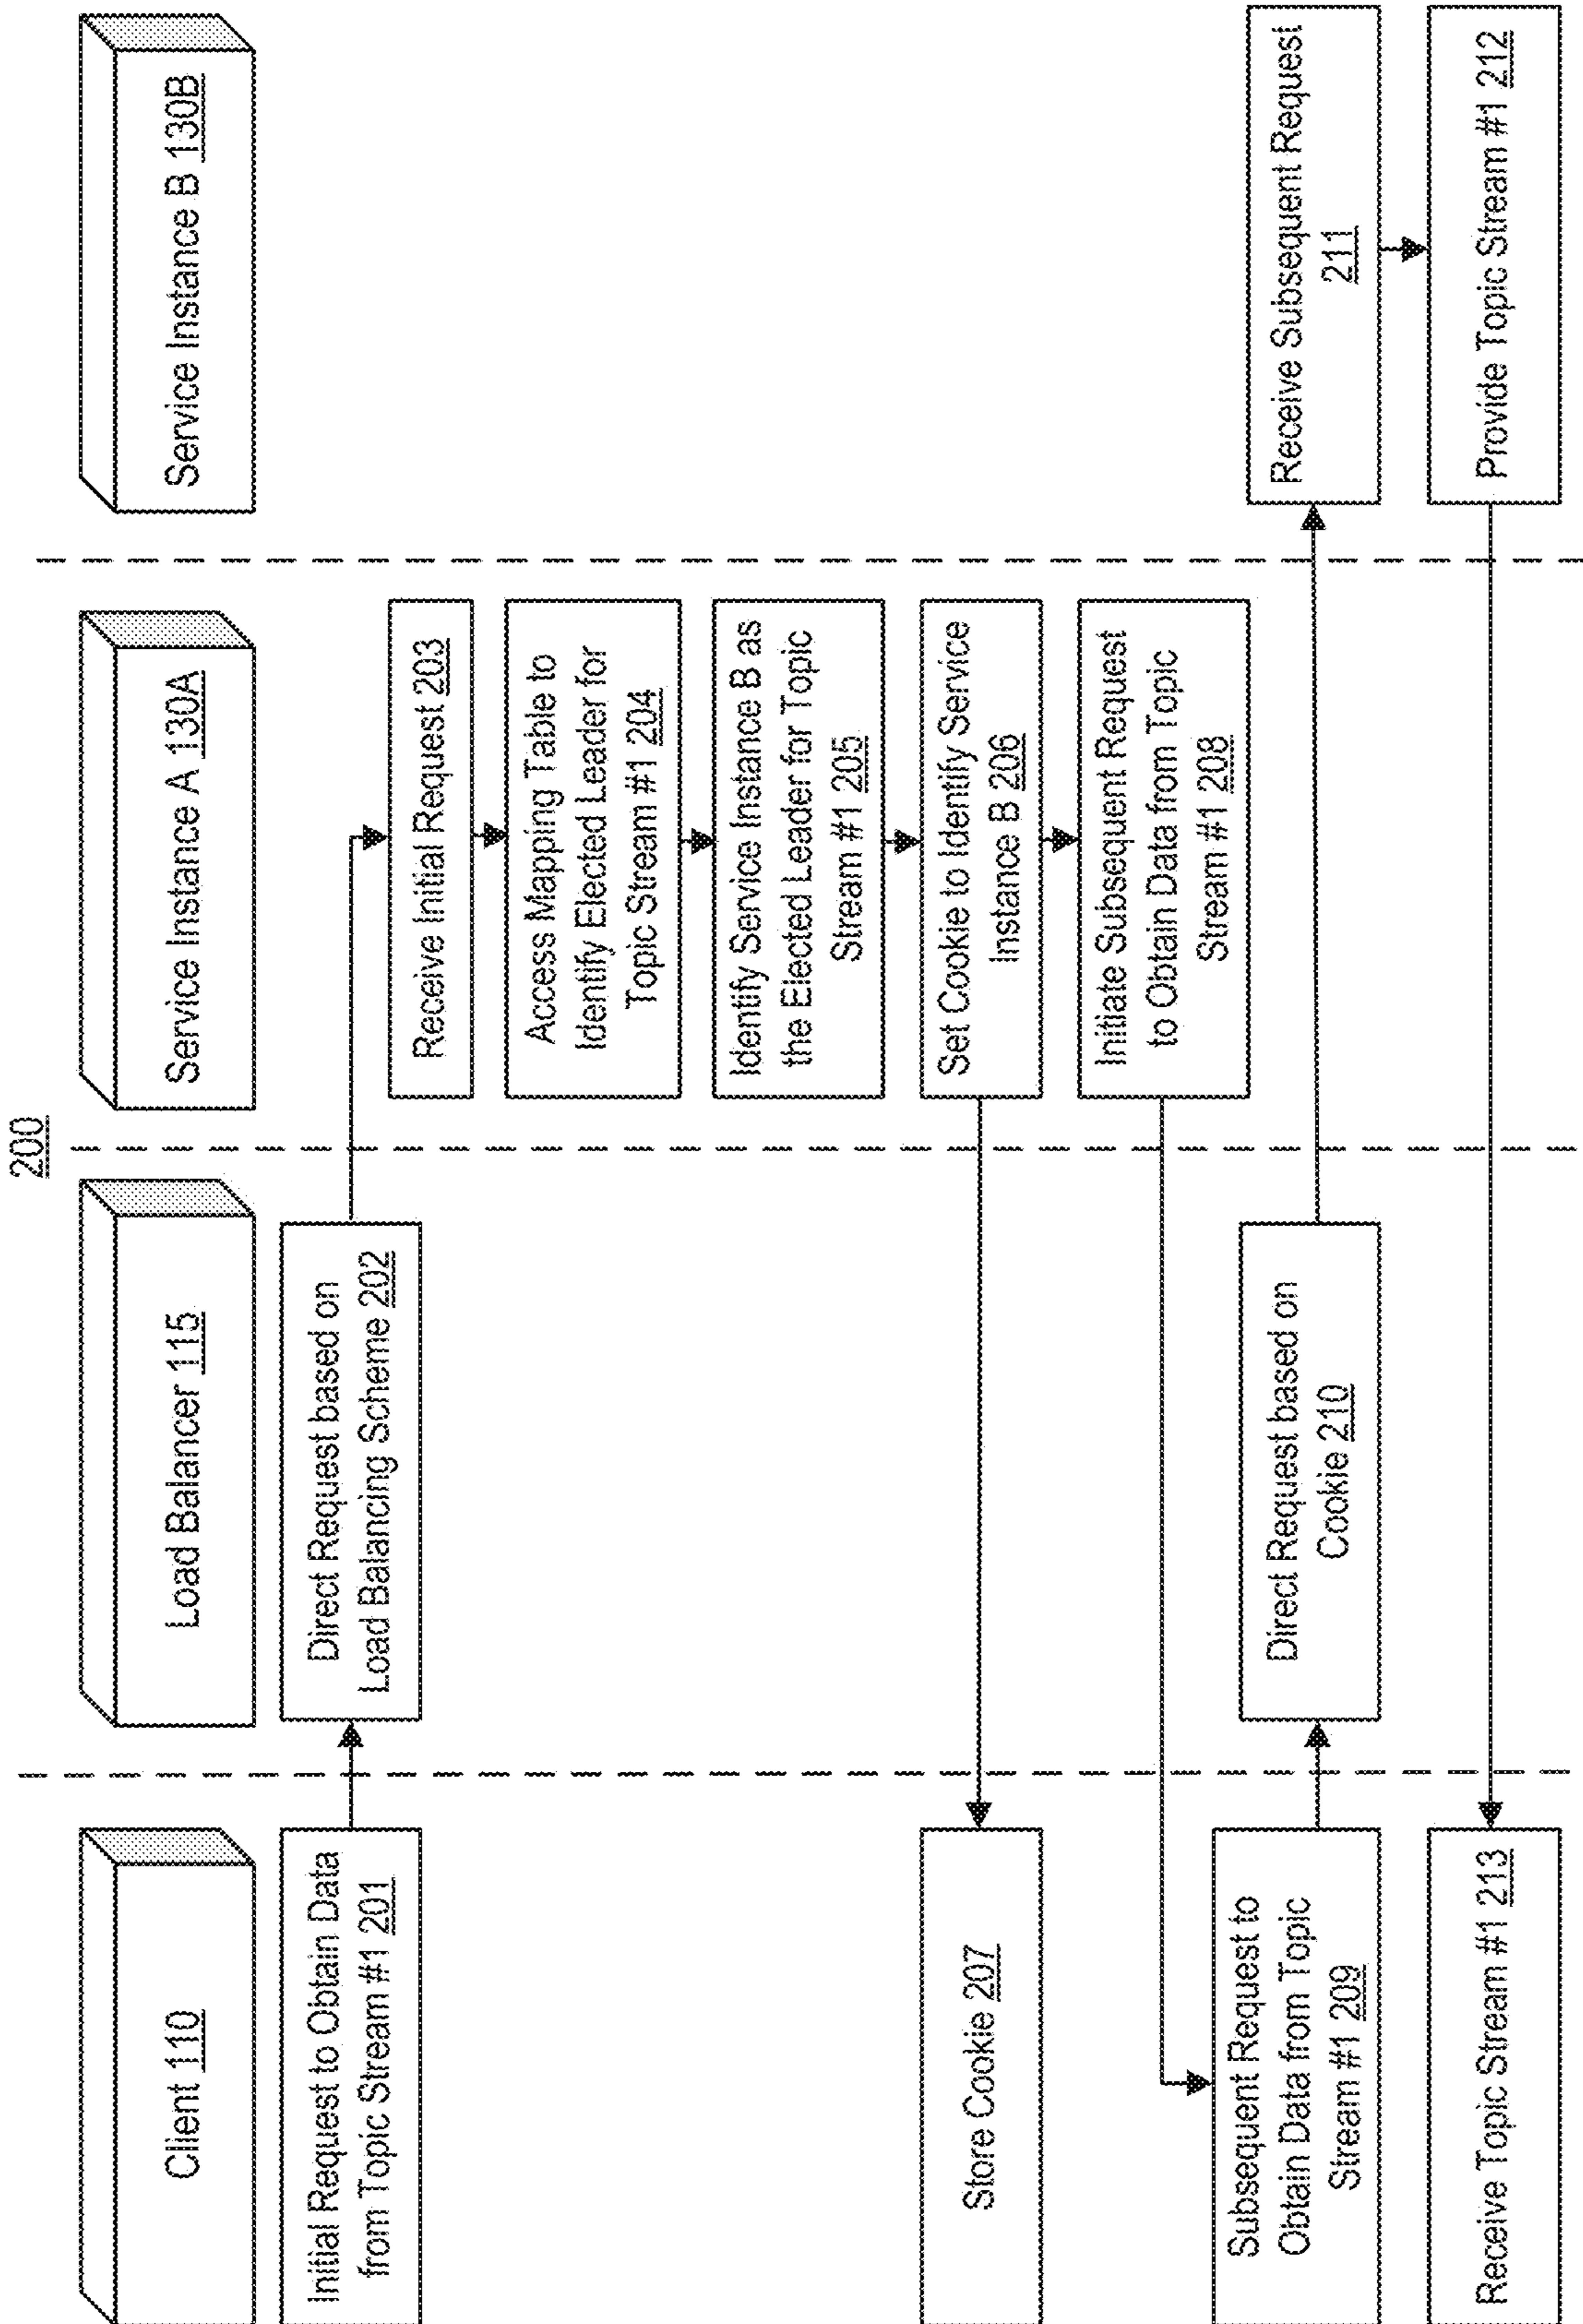 200
Client 110
Load Balancer 115
Service Instance A 130A
Service Instance B 130B
Initial Request to Obtain Data
from Topic Stream #1 201
Direct Request based on
Load Balancing Scheme 202
Receive Initial Request 203
Access Mapping Table to
Identify Elected Leader for
Topic Stream #1 204
Identify Service Instance B as
the Elected Leader for Topic
Stream #1 205
Set Cookie to Identify Service
Instance B 206
Store Cookie 207
Initiate Subsequent Request
to Obtain Data from Topic
Stream #1 208
Subsequent Request to
Obtain Data from Topic
Stream #1 209
Direct Request based on
Cookie 210
Receive Subsequent Request
211
Provide Topic Stream #1 212
Receive Topic Stream #1 213